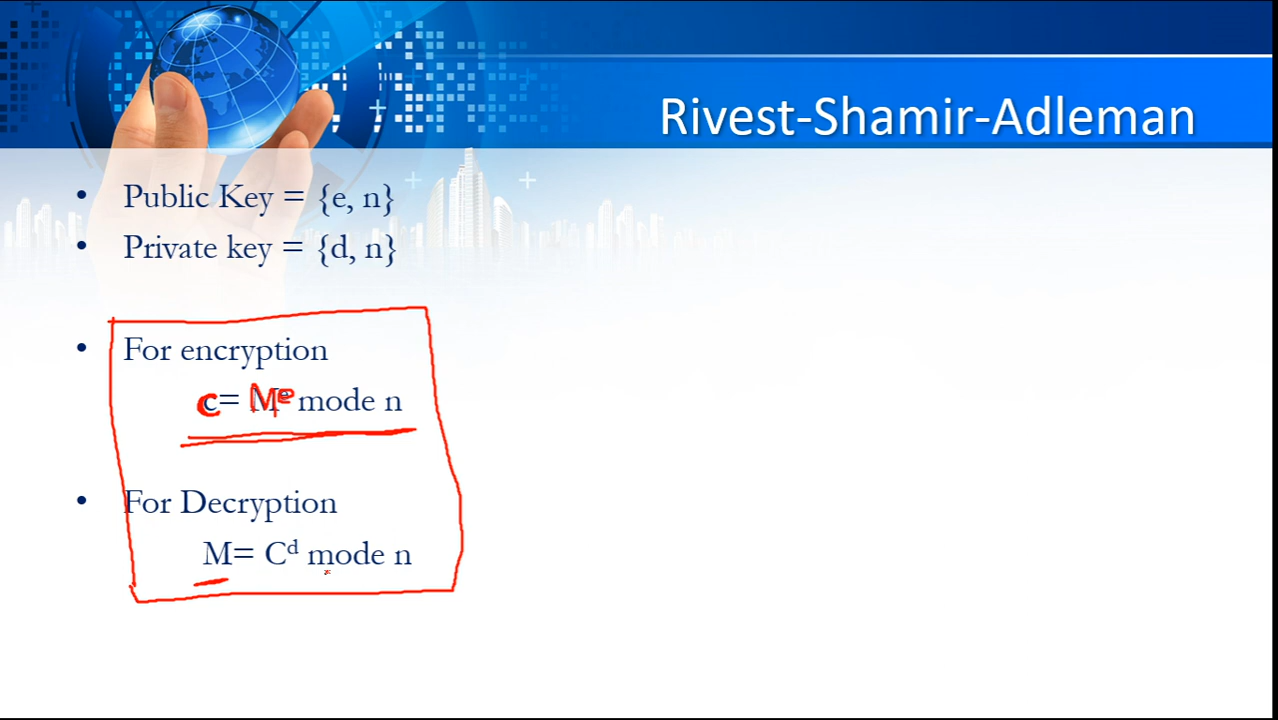 Rivest-Shamir-Adleman
• Public Key = {e, n}
• Private key = {d, n}
• For encryption
c= Mᵉ mode n
• For Decryption
M= Cᵈ mode n